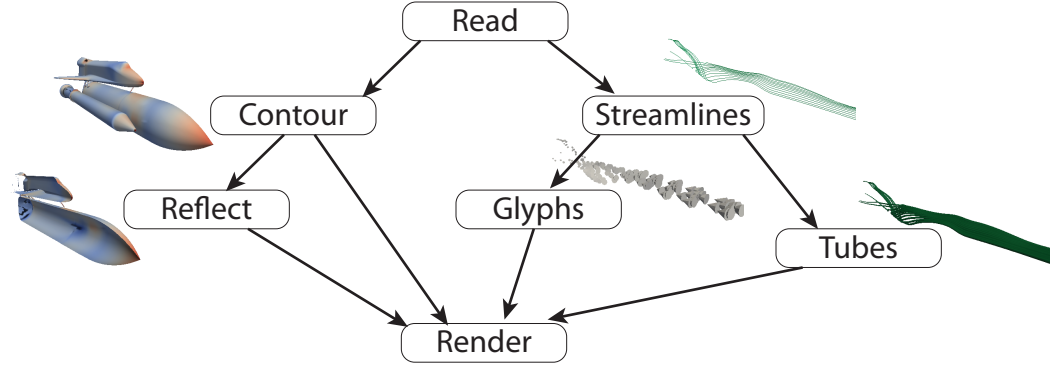 Read
Contour
Streamlines
Reflect
Glyphs
Tubes
Render